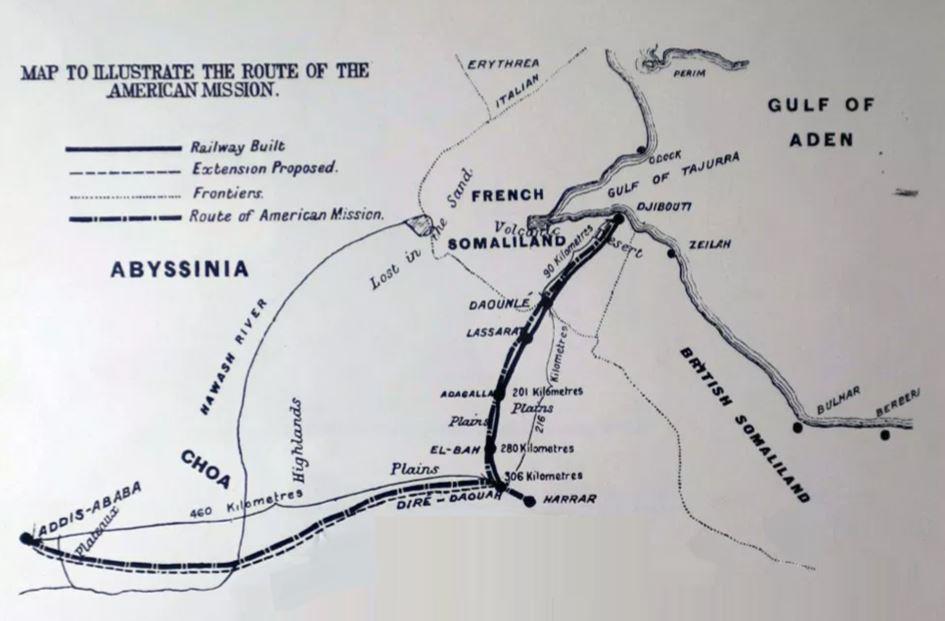 MAP TO ILLUSTRATE THE ROUTE OF THE
AMERICAN MISSION.
Railway Built
Extension Proposed.
Frontiers.
Route of American Mission.
ERYTHREA
ITALIAN
PERIM
GULF OF
ADEN
OBOCK
GULF OF TAJURRA
FRENCH
SOMALILAND
Volcanic
Desert
DJIBOUTI
ZEILAH
Lost in the Sand.
ABYSSINIA
90 Kilometres
DAOUNLÉ
LASSARAT
HAWASH RIVER
216 Kilometres
ADAGALLA
201 Kilometres
Plains
Plains
BRITISH SOMALILAND
BULHAR
BERBERI
EL-BAH
280 Kilometres
Highlands
CHOA
Plains
306 Kilometres
DIRE-DAOUAH
HARRAR
460 Kilometres
ADDIS-ABABA
Plateaux